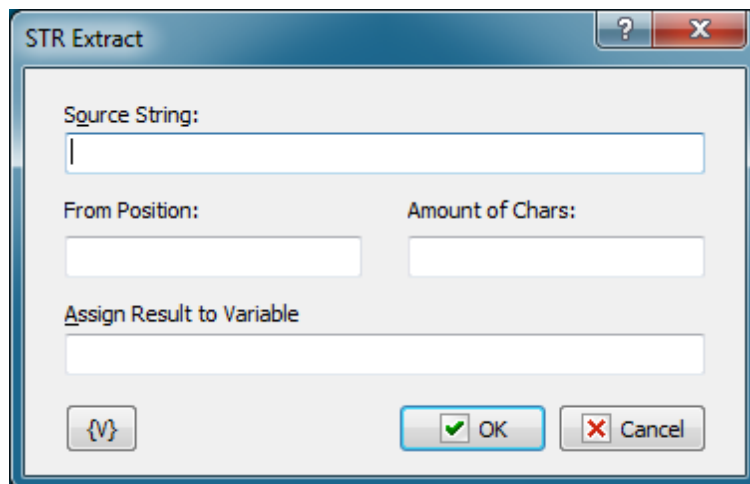 STR Extract
?
Source String:
From Position: Amount of Chars:
Assign Result to Variable
{V} OK Cancel